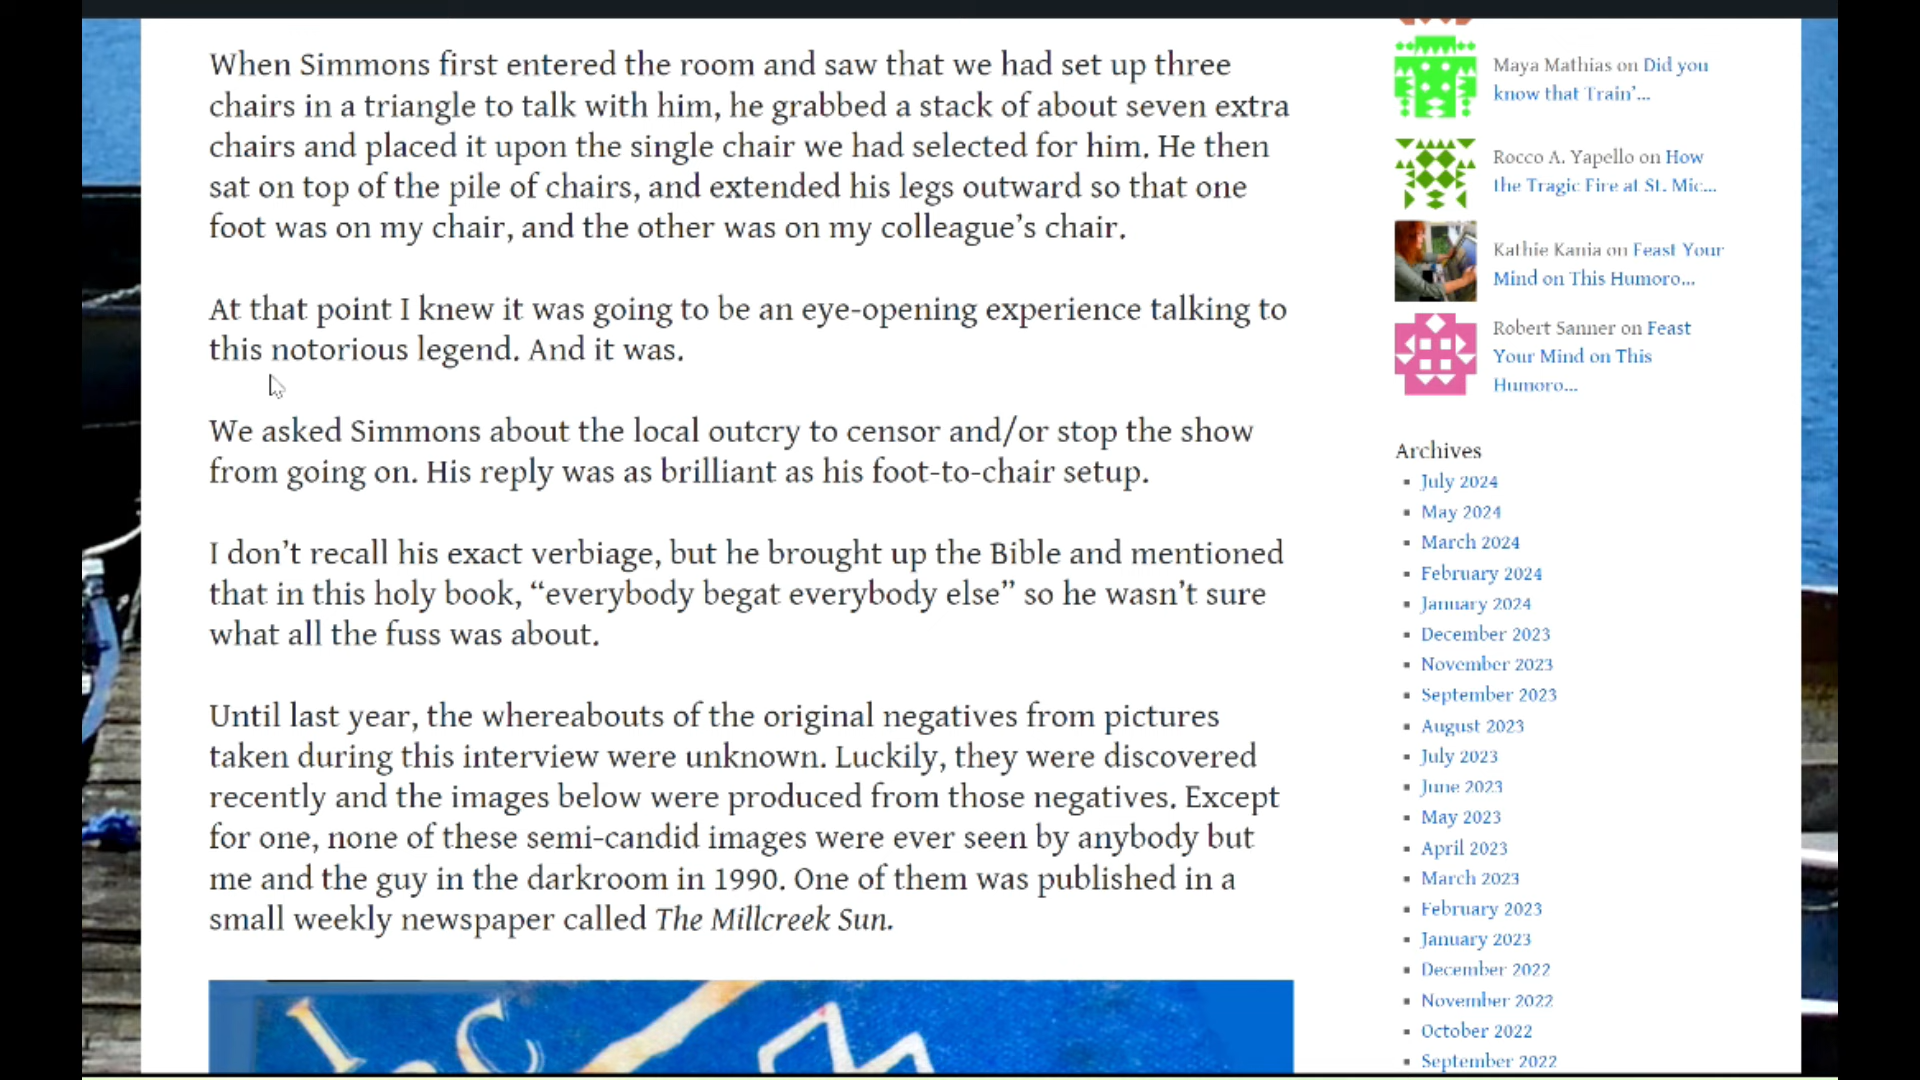 When Simmons first entered the room and saw that we had set up three
chairs in a triangle to talk with him, he grabbed a stack of about seven extra
chairs and placed it upon the single chair we had selected for him. He then
sat on top of the pile of chairs, and extended his legs outward so that one
foot was on my chair, and the other was on my colleague’s chair.
At that point I knew it was going to be an eye-opening experience talking to
this notorious legend. And it was.
We asked Simmons about the local outcry to censor and/or stop the show
from going on. His reply was as brilliant as his foot-to-chair setup.
I don’t recall his exact verbiage, but he brought up the Bible and mentioned
that in this holy book, “everybody begat everybody else” so he wasn’t sure
what all the fuss was about.
Until last year, the whereabouts of the original negatives from pictures
taken during this interview were unknown. Luckily, they were discovered
recently and the images below were produced from those negatives. Except
for one, none of these semi-candid images were ever seen by anybody but
me and the guy in the darkroom in 1990. One of them was published in a
small weekly newspaper called The Millcreek Sun.
Maya Mathias on Did you
know that Train’...
Rocco A. Yapello on How
the Tragic Fire at St. Mic...
Kathie Kania on Feast Your
Mind on This Humoro...
Robert Sanner on Feast
Your Mind on This
Humoro...
Archives
July 2024
May 2024
March 2024
February 2024
January 2024
December 2023
November 2023
September 2023
August 2023
July 2023
June 2023
May 2023
April 2023
March 2023
February 2023
January 2023
December 2022
November 2022
October 2022
September 2022